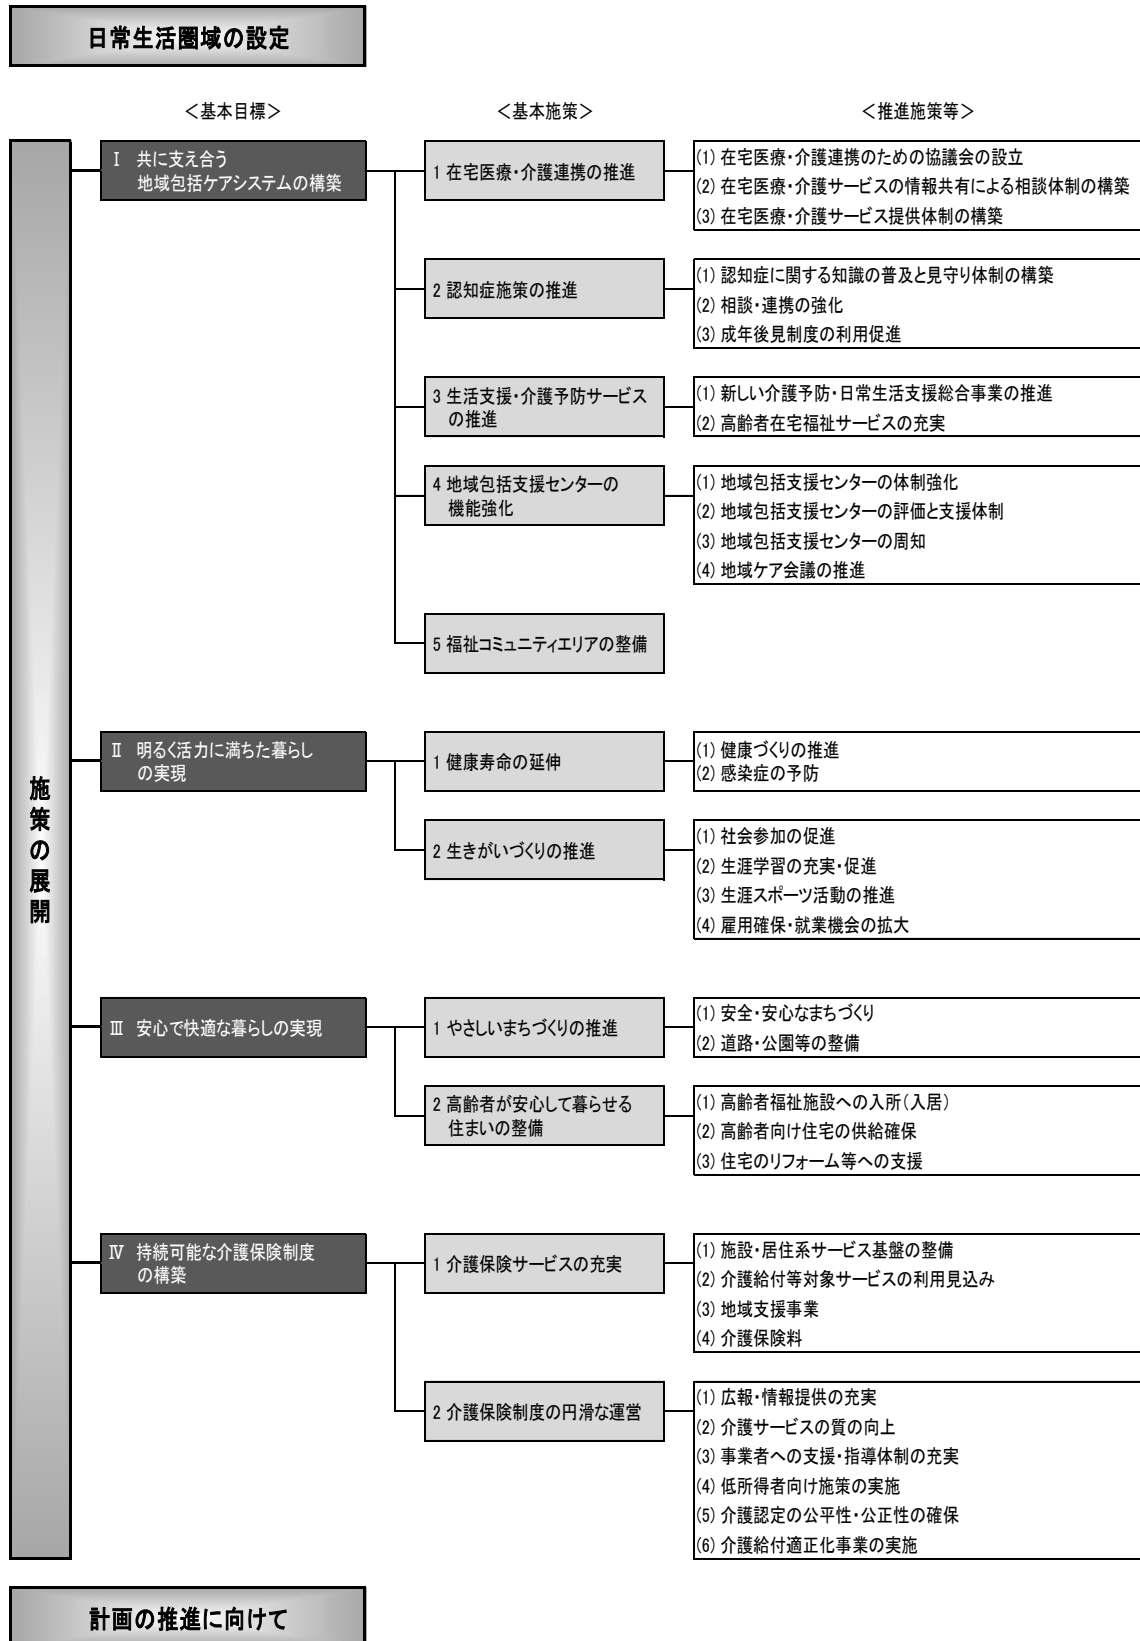 日常生活圏域の設定
＜基本目標＞
＜基本施策＞
＜推進施策等＞
施策の展開
Ⅰ 共に支え合う
地域包括ケアシステムの構築
1 在宅医療・介護連携の推進
(1) 在宅医療・介護連携のための協議会の設立
(2) 在宅医療・介護サービスの情報共有による相談体制の構築
(3) 在宅医療・介護サービス提供体制の構築
2 認知症施策の推進
(1) 認知症に関する知識の普及と見守り体制の構築
(2) 相談・連携の強化
(3) 成年後見制度の利用促進
3 生活支援・介護予防サービス
の推進
(1) 新しい介護予防・日常生活支援総合事業の推進
(2) 高齢者在宅福祉サービスの充実
4 地域包括支援センターの
機能強化
(1) 地域包括支援センターの体制強化
(2) 地域包括支援センターの評価と支援体制
(3) 地域包括支援センターの周知
(4) 地域ケア会議の推進
5 福祉コミュニティエリアの整備
Ⅱ 明るく活力に満ちた暮らし
の実現
1 健康寿命の延伸
(1) 健康づくりの推進
(2) 感染症の予防
2 生きがいづくりの推進
(1) 社会参加の促進
(2) 生涯学習の充実・促進
(3) 生涯スポーツ活動の推進
(4) 雇用確保・就業機会の拡大
Ⅲ 安心で快適な暮らしの実現
1 やさしいまちづくりの推進
(1) 安全・安心なまちづくり
(2) 道路・公園等の整備
2 高齢者が安心して暮らせる
住まいの整備
(1) 高齢者福祉施設への入所(入居)
(2) 高齢者向け住宅の供給確保
(3) 住宅のリフォーム等への支援
Ⅳ 持続可能な介護保険制度
の構築
1 介護保険サービスの充実
(1) 施設・居住系サービス基盤の整備
(2) 介護給付等対象サービスの利用見込み
(3) 地域支援事業
(4) 介護保険料
2 介護保険制度の円滑な運営
(1) 広報・情報提供の充実
(2) 介護サービスの質の向上
(3) 事業者への支援・指導体制の充実
(4) 低所得者向け施策の実施
(5) 介護認定の公平性・公正性の確保
(6) 介護給付適正化事業の実施
計画の推進に向けて